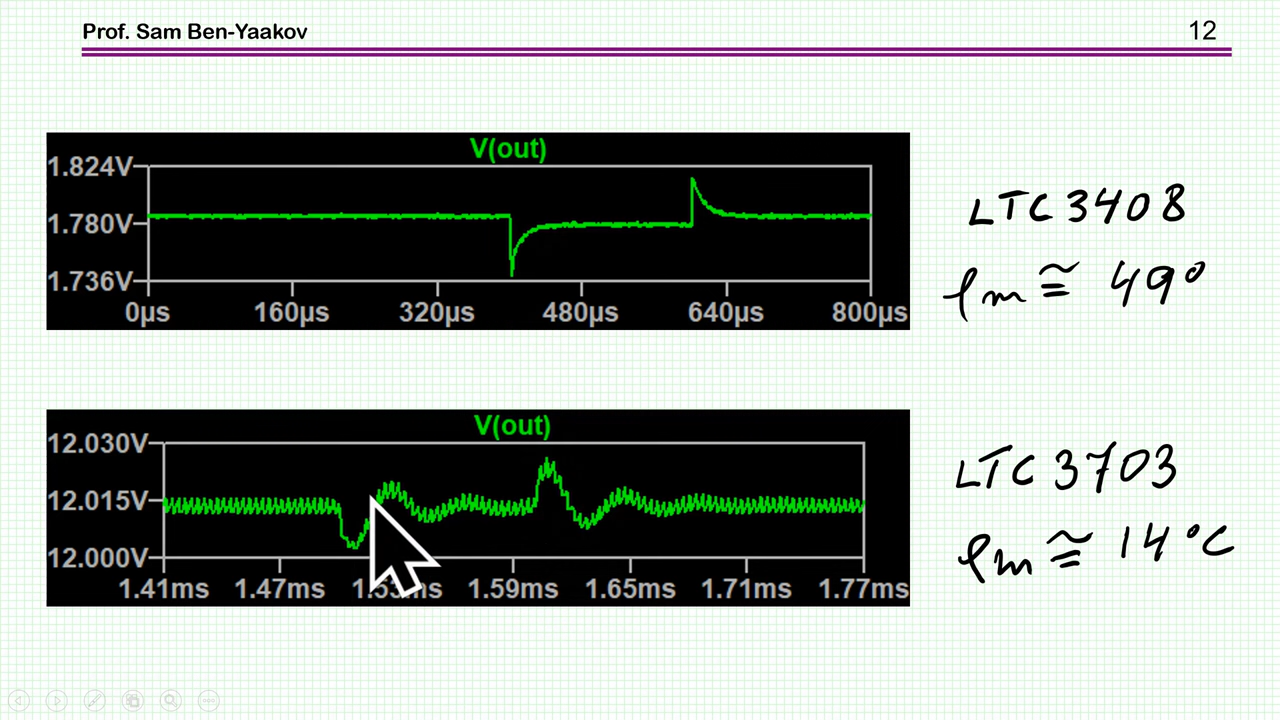 Prof. Sam Ben-Yaakov
12
V(out)
1.824V
1.780V
1.736V
0µs 160µs 320µs 480µs 640µs 800µs
LTC3408
φm ≅ 49°
V(out)
12.030V
12.015V
12.000V
1.41ms 1.47ms 1.53ms 1.59ms 1.65ms 1.71ms 1.77ms
LTC3703
φm ≅ 14°C